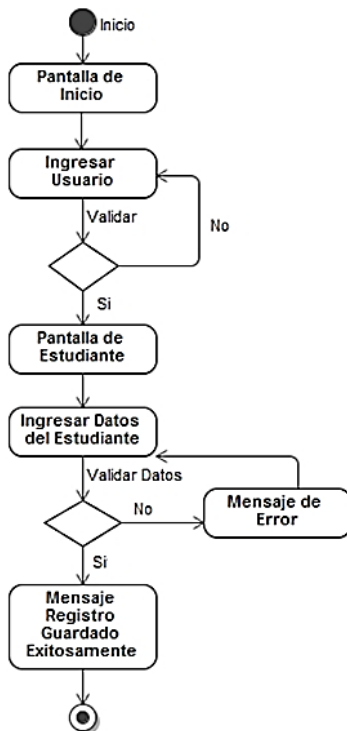 Inicio
Pantalla de
Inicio
Ingresar
Usuario
Validar
No
Si
Pantalla de
Estudiante
Ingresar Datos
del Estudiante
Validar Datos
No
Mensaje de
Error
Si
Mensaje
Registro
Guardado
Exitosamente